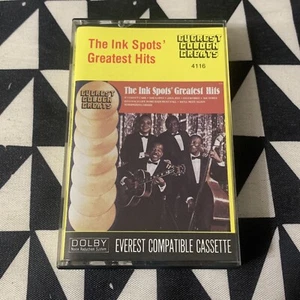 The Ink Spots'
Greatest Hits
EVEREST
GOLDEN
GREATS
4116
EVEREST
GOLDEN
GREATS
The Ink Spots' Greatest Hits
DOLBY
EVEREST COMPATIBLE CASSETTE